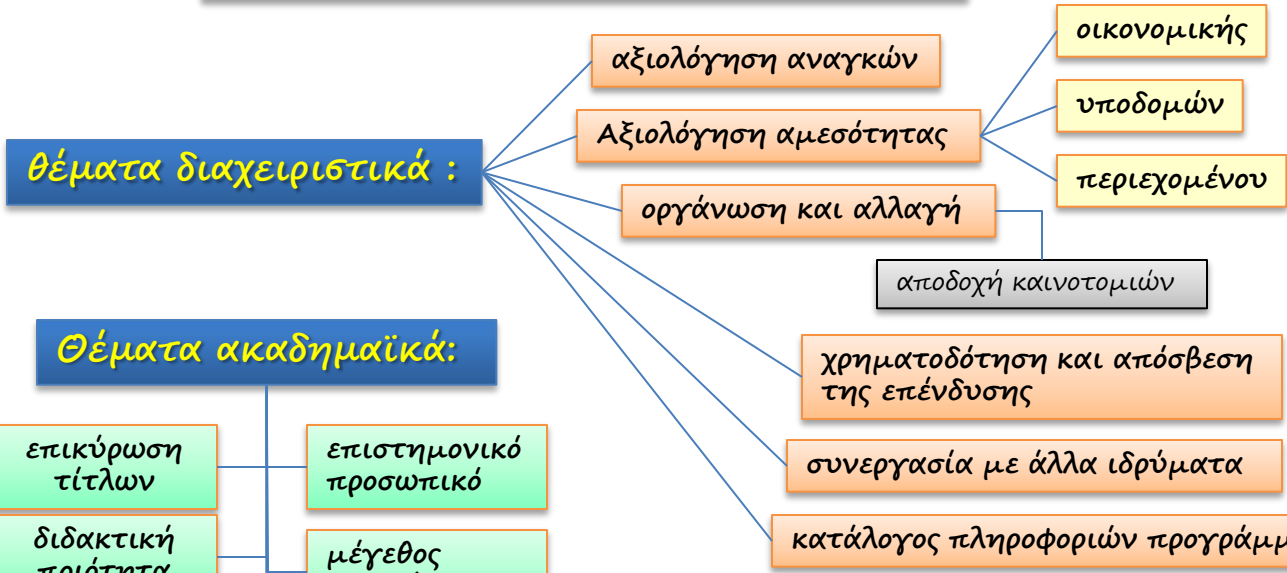 θέματα διαχειριστικά :
αξιολόγηση αναγκών
Αξιολόγηση αμεσότητας
οικονομικής
υποδομών
περιεχομένου
οργάνωση και αλλαγή
αποδοχή καινοτομιών
χρηματοδότηση και απόσβεση
της επένδυσης
συνεργασία με άλλα ιδρύματα
κατάλογος πληροφοριών
Θέματα ακαδημαϊκά:
επικύρωση
τίτλων
επιστημονικό
προσωπικό
διδακτική
μέγεθος